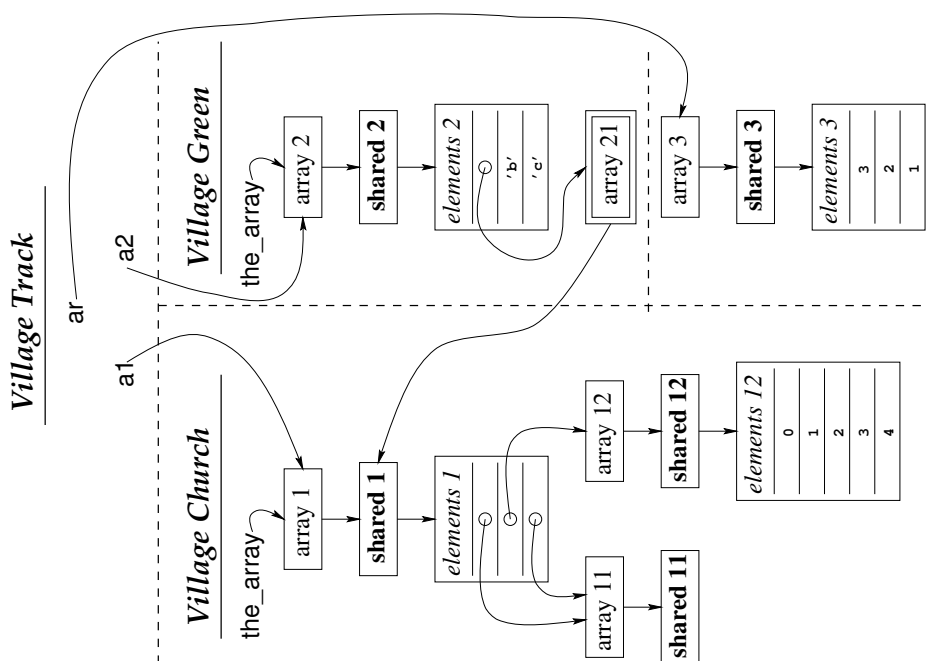 Village Track
ar
a1
a2
Village Church
Village Green
the_array
the_array
array 1
array 2
shared 1
shared 2
elements 1
elements 2
'b'
'c'
array 11
array 12
array 21
shared 11
shared 12
array 3
elements 12
0
1
2
3
4
shared 3
elements 3
3
2
1